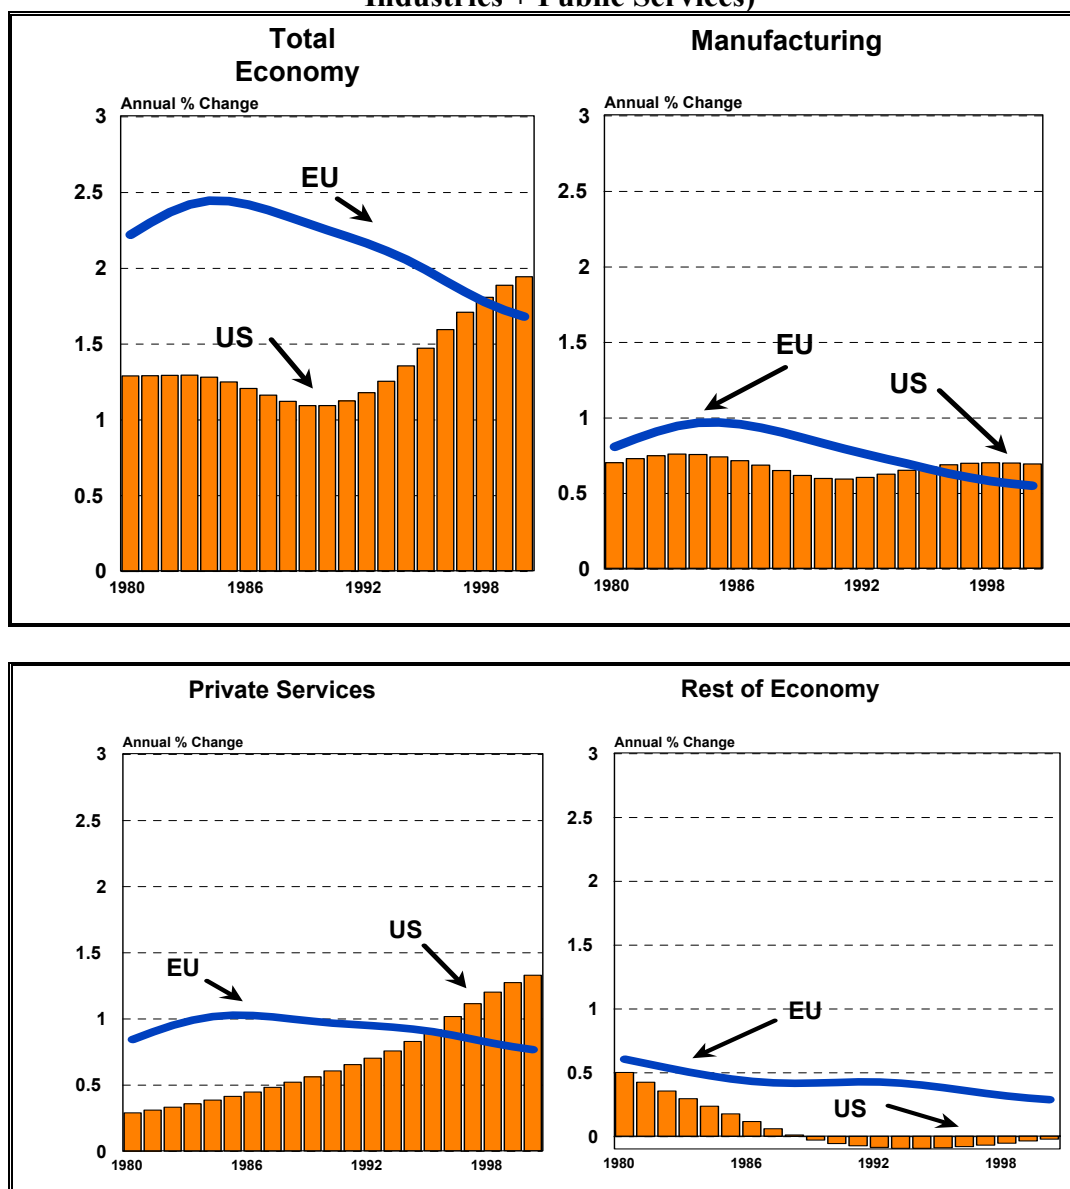 Industries + Public Services)
Total
Economy
Annual % Change
3
2.5
2
1.5
1
0.5
0
EU
US
1980
1986
1992
1998
Manufacturing
Annual % Change
3
2.5
2
1.5
1
0.5
0
EU
US
1980
1986
1992
1998
Private Services
Annual % Change
3
2.5
2
1.5
1
0.5
0
US
EU
1980
1986
1992
1998
Rest of Economy
Annual % Change
3
2.5
2
1.5
1
0.5
0
EU
US
1980
1986
1992
1998